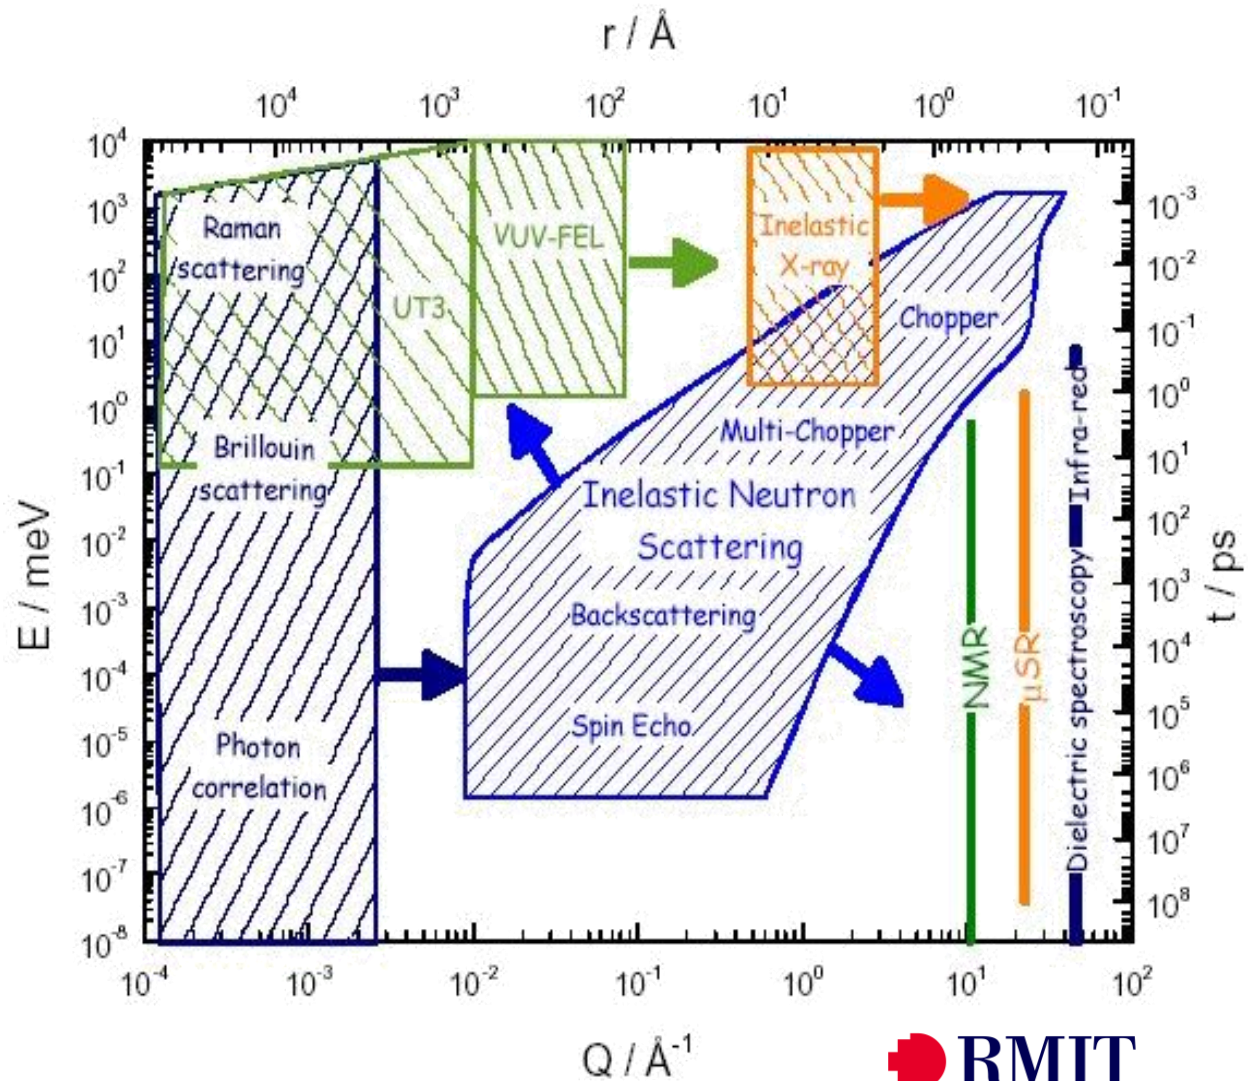 r / Å
10⁴ 10³ 10² 10¹ 10⁰ 10⁻¹
10⁴
10³
10²
10¹
10⁰
10⁻¹
10⁻²
10⁻³
10⁻⁴
10⁻⁵
10⁻⁶
10⁻⁷
10⁻⁸
E / meV
Raman
scattering
UT3
VUV-FEL
Inelastic
X-ray
Chopper
Brillouin
scattering
Multi-Chopper
Inelastic Neutron
Scattering
Backscattering
Photon
correlation
Spin Echo
NMR
µSR
Dielectric spectroscopy
Infra-red
10⁻³
10⁻²
10⁻¹
10⁰
10¹
10²
10³
10⁴
10⁵
10⁶
10⁷
10⁸
t / ps
10⁻⁴ 10⁻³ 10⁻² 10⁻¹ 10⁰ 10¹ 10²
Q / Å⁻¹
RMIT